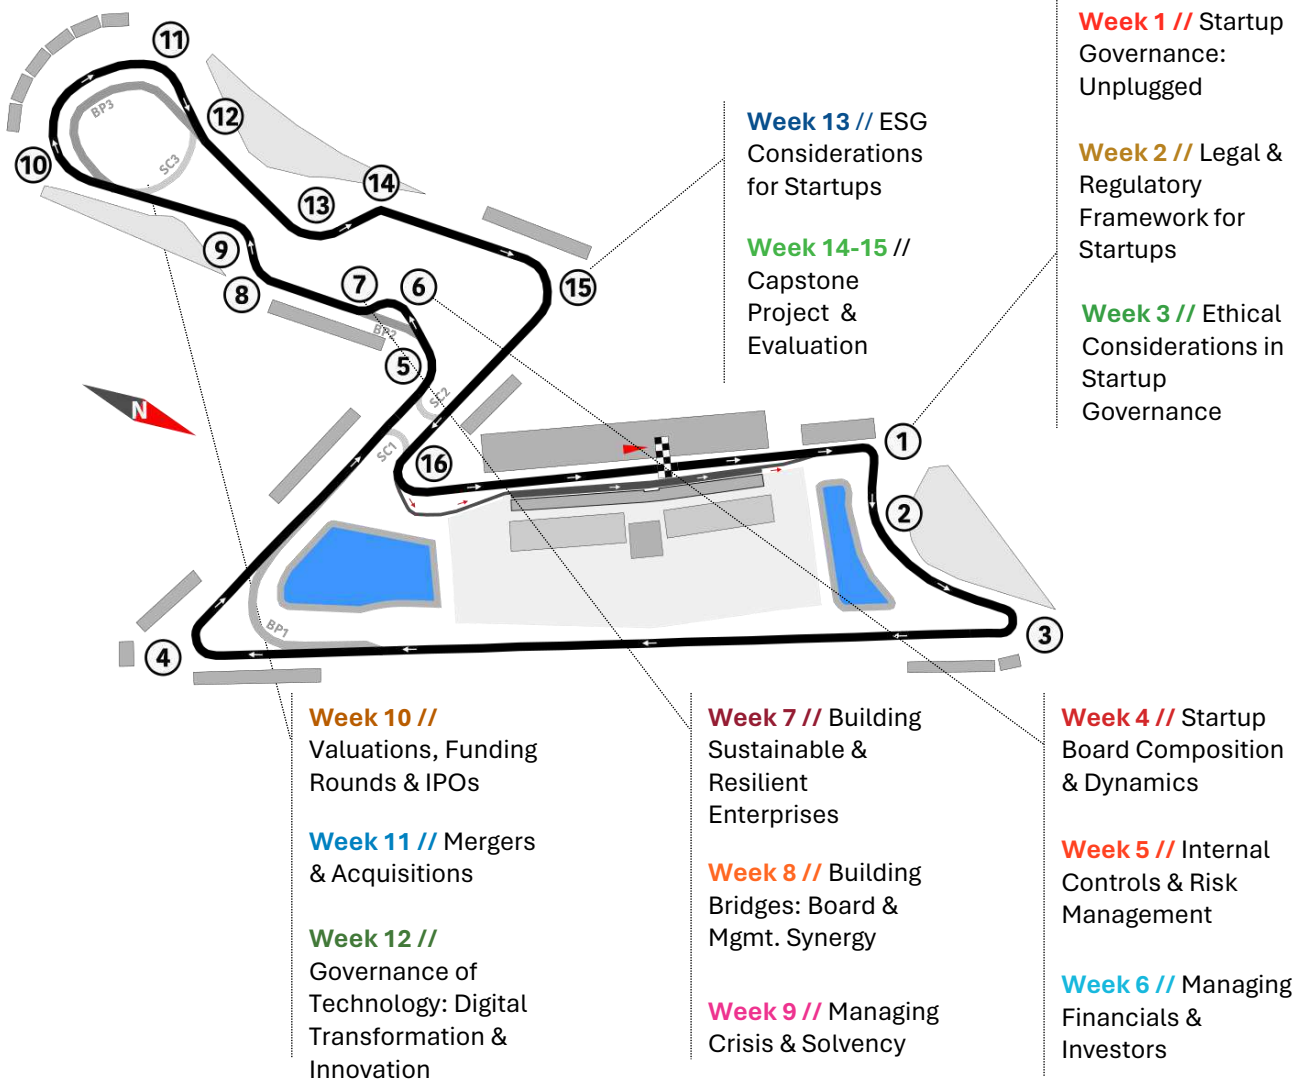 Week 1 // Startup
Governance:
Unplugged
Week 2 // Legal &
Regulatory
Framework for
Startups
Week 3 // Ethical
Considerations in
Startup
Governance
Week 13 // ESG
Considerations
for Startups
Week 14-15 //
Capstone
Project &
Evaluation
11
12
10
BP3
SC3
13
14
9
8
7
6
15
BP2
5
SC2
N
SC1
16
1
2
BP1
4
3
Week 10 //
Valuations, Funding
Rounds & IPOs
Week 11 // Mergers
& Acquisitions
Week 12 //
Governance of
Technology: Digital
Transformation &
Innovation
Week 7 // Building
Sustainable &
Resilient
Enterprises
Week 8 // Building
Bridges: Board &
Mgmt. Synergy
Week 9 // Managing
Crisis & Solvency
Week 4 // Startup
Board Composition
& Dynamics
Week 5 // Internal
Controls & Risk
Management
Week 6 // Managing
Financials &
Investors